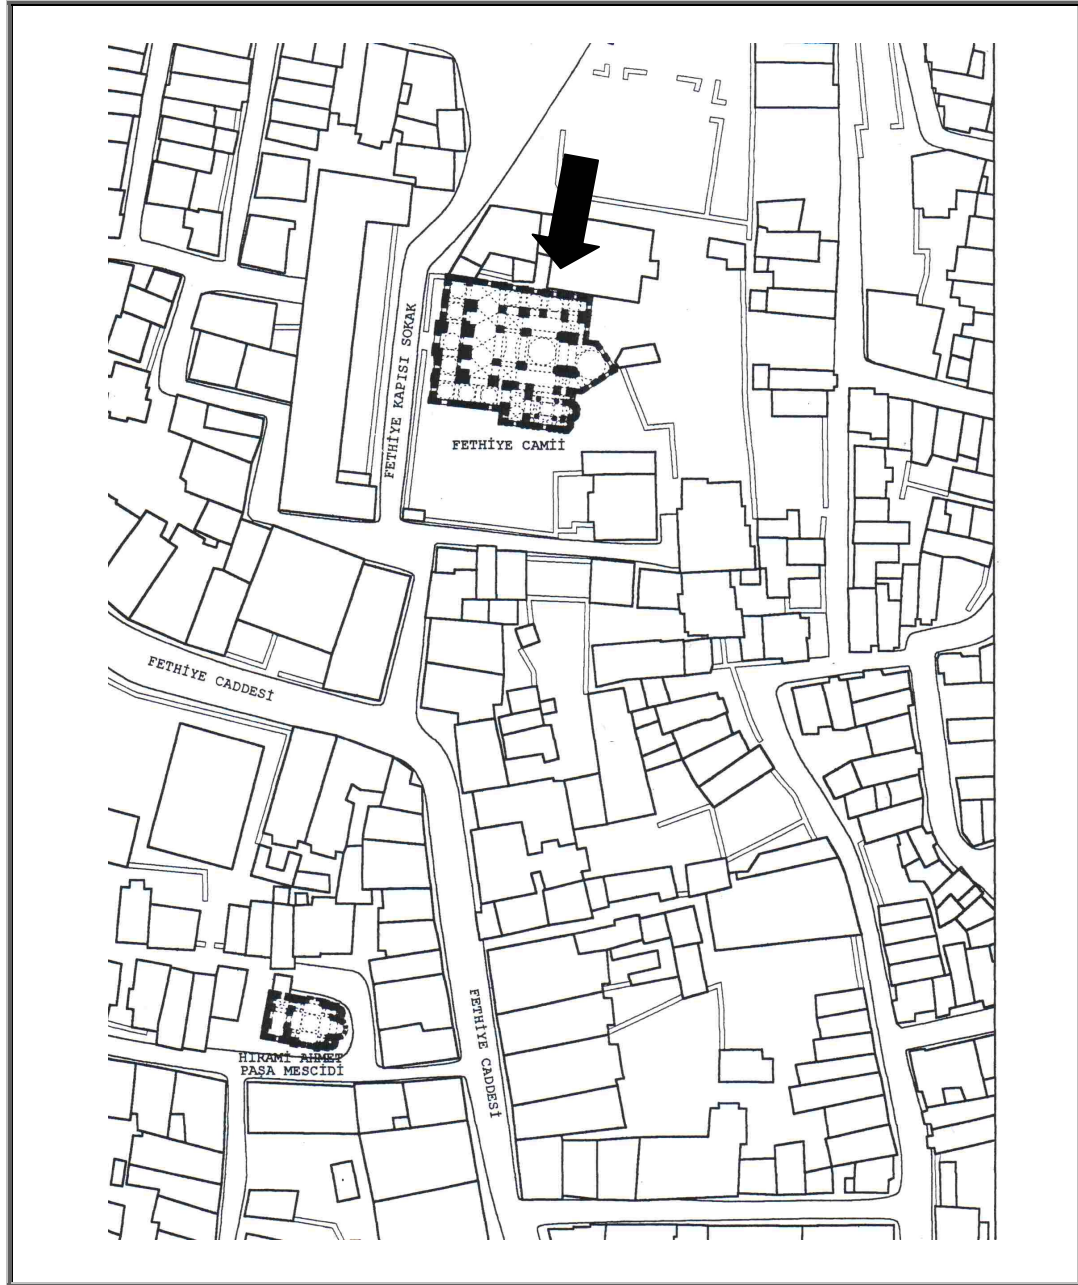 FETHİYE KAPISI SOKAK
FETHİYE CAMİİ
FETHİYE CADDESİ
FETHİYE CADDESİ
HIRAMİ AHMET
PAŞA MESCİDİ